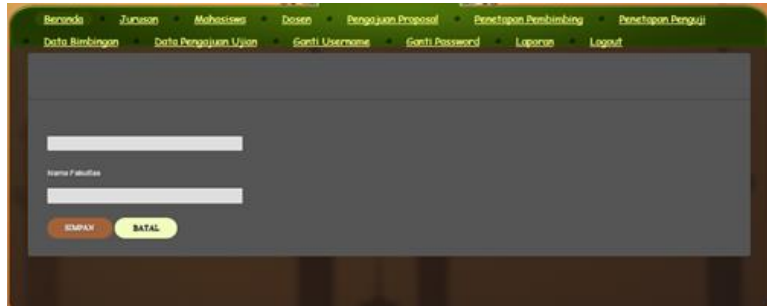 Beranda Jurusan Mahasiswa Dosen Pengajuan Proposal Penetapan Pembimbing Penetapan Penguji
Data Bimbingan Data Pengajuan Ujian Ganti Username Ganti Password Laporan Logout
Nama Fakultas
SIMPAN BATAL